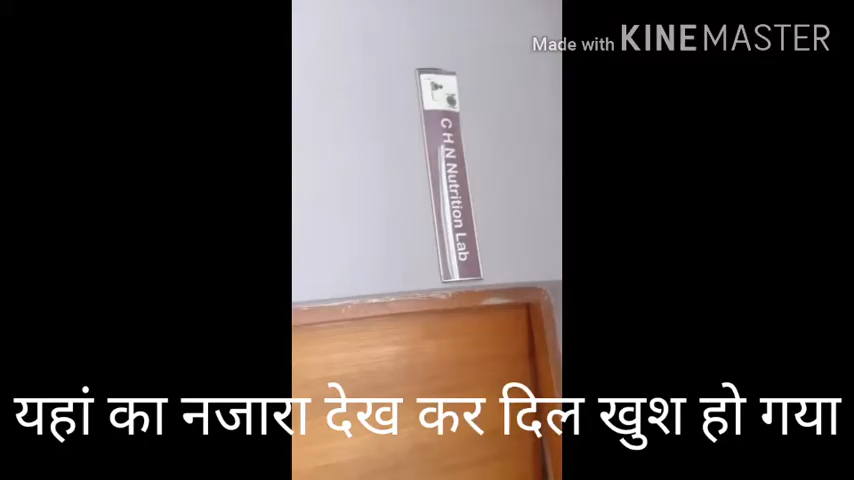 Made with KINEMASTER
C H N Nutrition Lab
यहां का नजारा देख कर दिल खुश हो गया